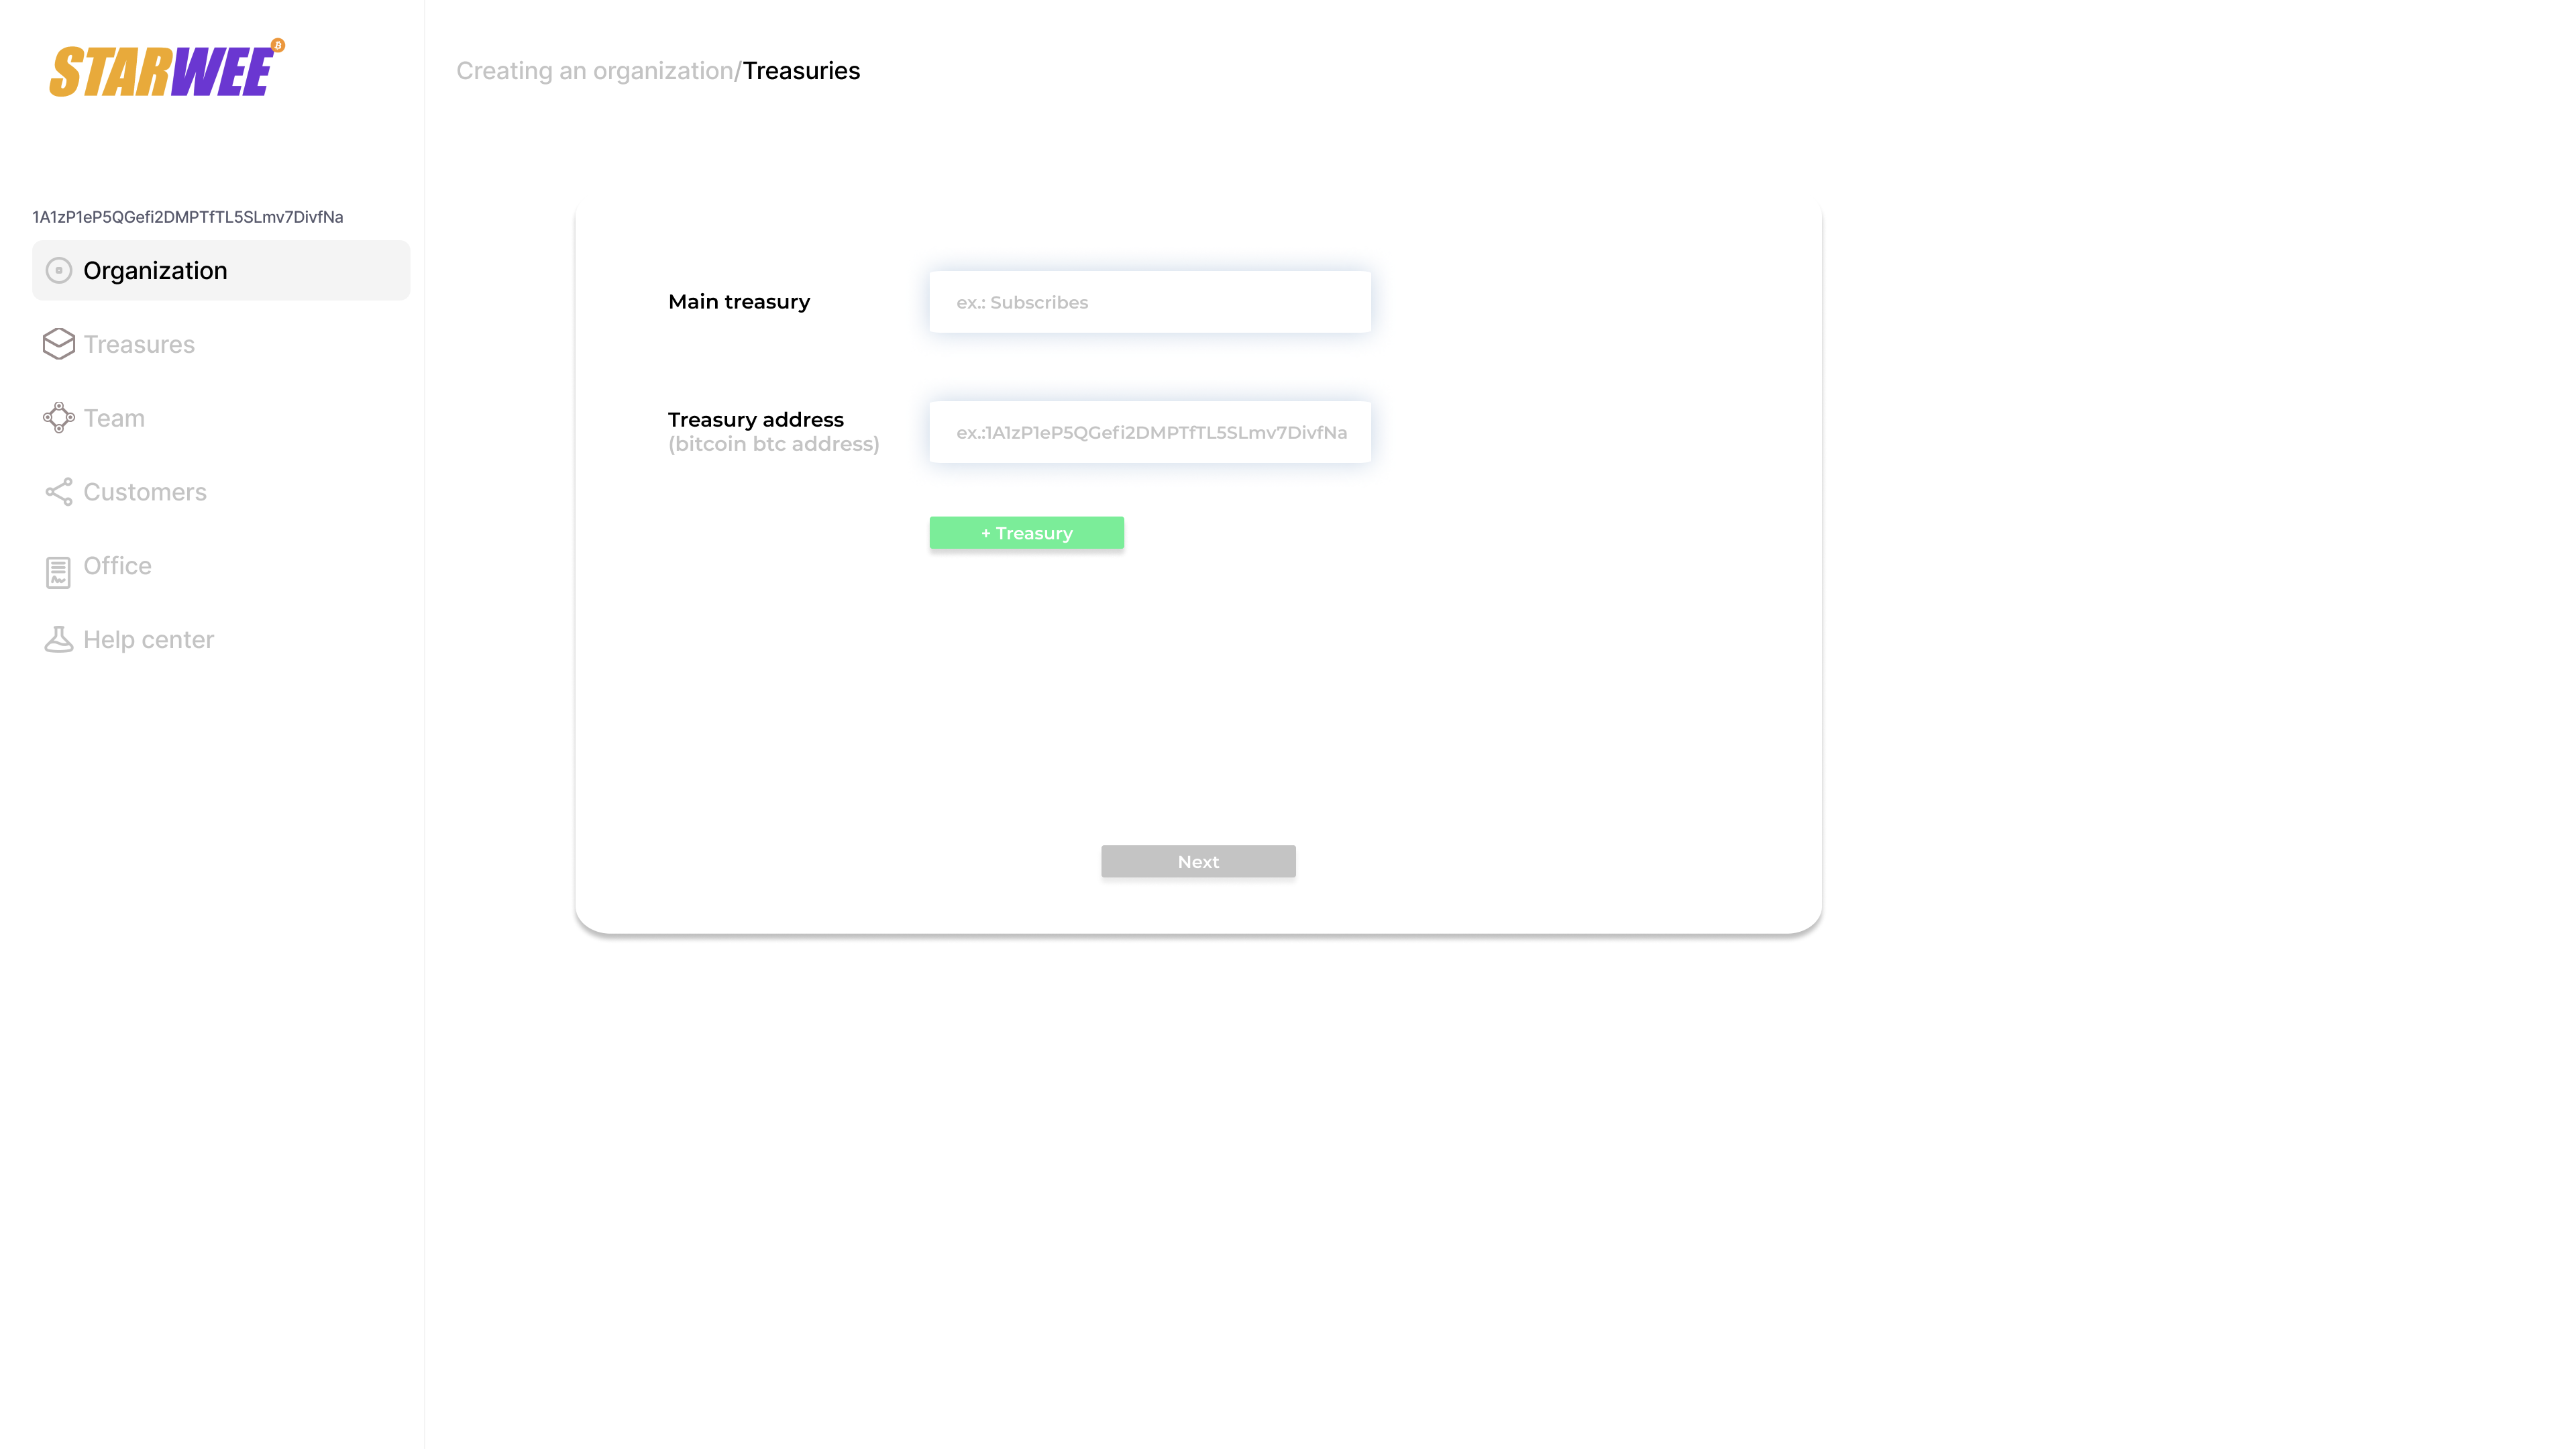 STARWEE
Creating an organization/Treasuries
1A1zP1eP5QGefi2DMPTfTL5SLmv7DivfNa
Organization
Treasures
Team
Customers
Office
Help center
Main treasury
ex.: Subscribes
Treasury address
(bitcoin btc address)
ex.:1A1zP1eP5QGefi2DMPTfTL5SLmv7DivfNa
+ Treasury
Next